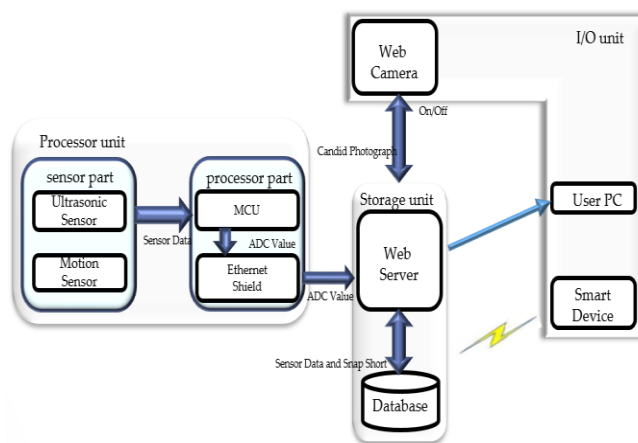 Web
Camera
I/O unit
On/Off
Candid Photograph
Processor unit
sensor part
Ultrasonic
Sensor
Motion
Sensor
Sensor Data
processor part
MCU
ADC Value
Ethernet
Shield
ADC Value
Storage unit
Web
Server
Sensor Data and Snap Short
Database
User PC
Smart
Device